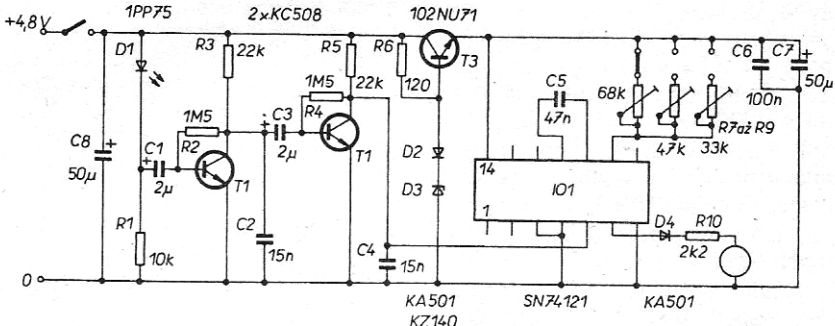 1PP75 2xKC508 102NU71
+4,8V
D1
R3
22k
R5
22k
R6
120
T3
C6
100n
C7
50µ
1M5
R2
1M5
R4
C3
2µ
C5
47n
68k
47k
R7až R9
33k
C8
50µ
C1
2µ
T1
T1
D2
D3
14
1
IO1
R1
10k
C2
15n
C4
15n
D4
R10
2k2
0
KA501
KZ140
SN74121
KA501